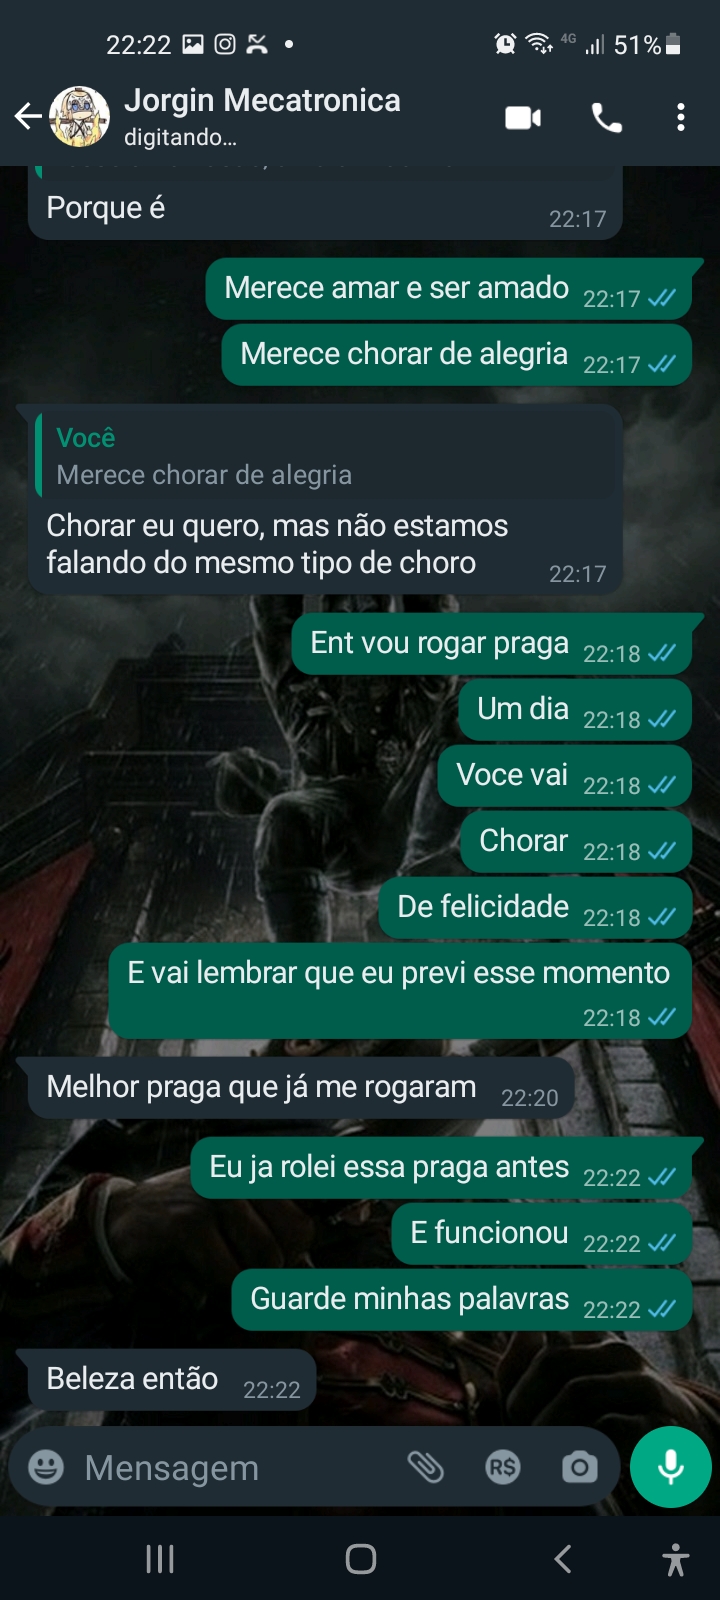 22:22
4G
51%
Jorgin Mecatronica
digitando...
Porque é
22:17
Merece amar e ser amado
22:17
Merece chorar de alegria
22:17
Você
Merece chorar de alegria
Chorar eu quero, mas não estamos
falando do mesmo tipo de choro
22:17
Ent vou rogar praga
22:18
Um dia
22:18
Voce vai
22:18
Chorar
22:18
De felicidade
22:18
E vai lembrar que eu previ esse momento
22:18
Melhor praga que já me rogaram
22:20
Eu ja rolei essa praga antes
22:22
E funcionou
22:22
Guarde minhas palavras
22:22
Beleza então
22:22
Mensagem
R$